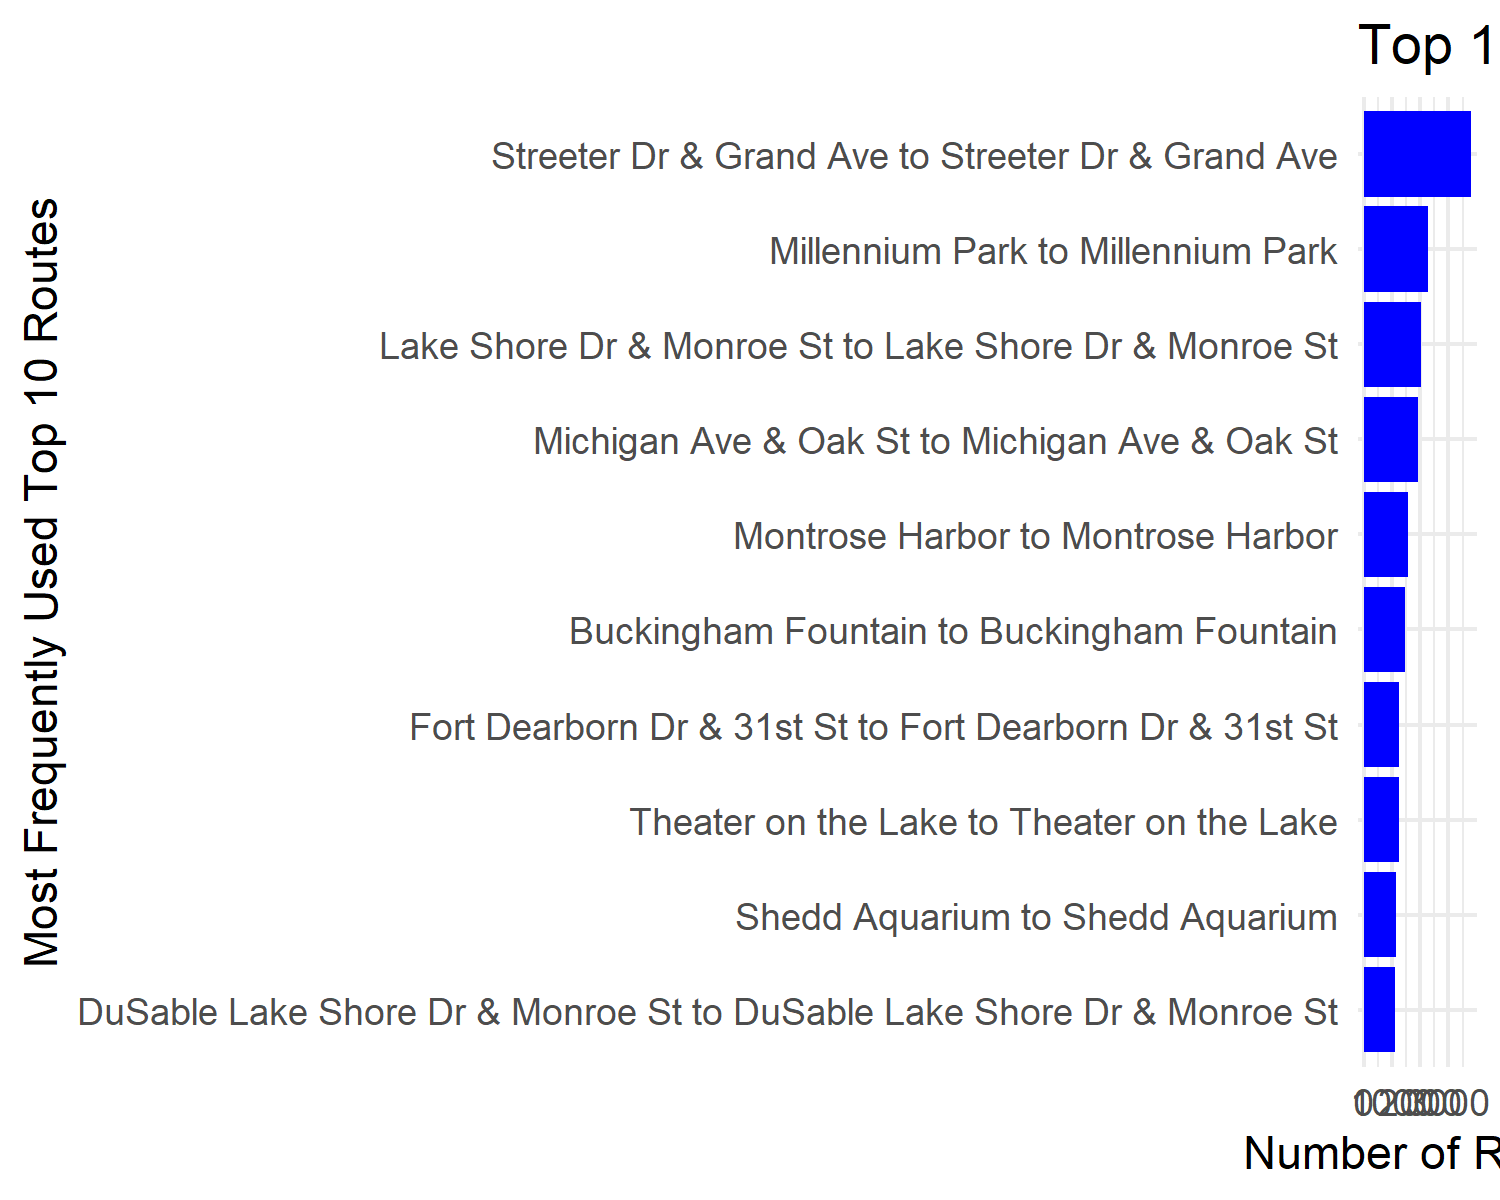 Top 1
Most Frequently Used Top 10 Routes
Streeter Dr & Grand Ave to Streeter Dr & Grand Ave
Millennium Park to Millennium Park
Lake Shore Dr & Monroe St to Lake Shore Dr & Monroe St
Michigan Ave & Oak St to Michigan Ave & Oak St
Montrose Harbor to Montrose Harbor
Buckingham Fountain to Buckingham Fountain
Fort Dearborn Dr & 31st St to Fort Dearborn Dr & 31st St
Theater on the Lake to Theater on the Lake
Shedd Aquarium to Shedd Aquarium
DuSable Lake Shore Dr & Monroe St to DuSable Lake Shore Dr & Monroe St
Number of R